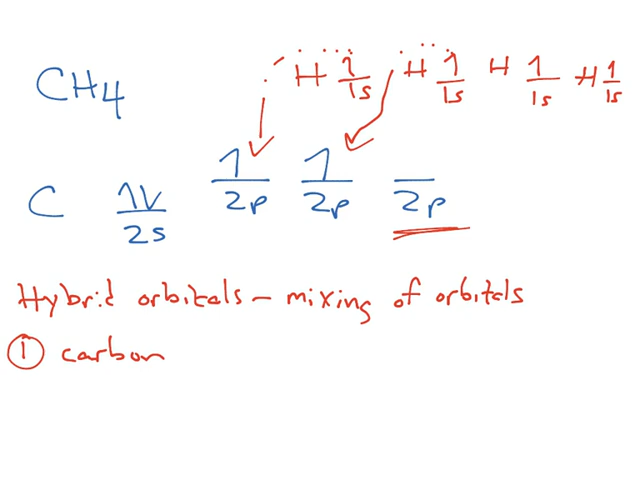 CH4
H 1 1s H 1 1s H 1 1s H 1 1s
C 1V 2s 1 2p 1 2p 2p
Hybrid orbitals - mixing of orbitals
① carbon